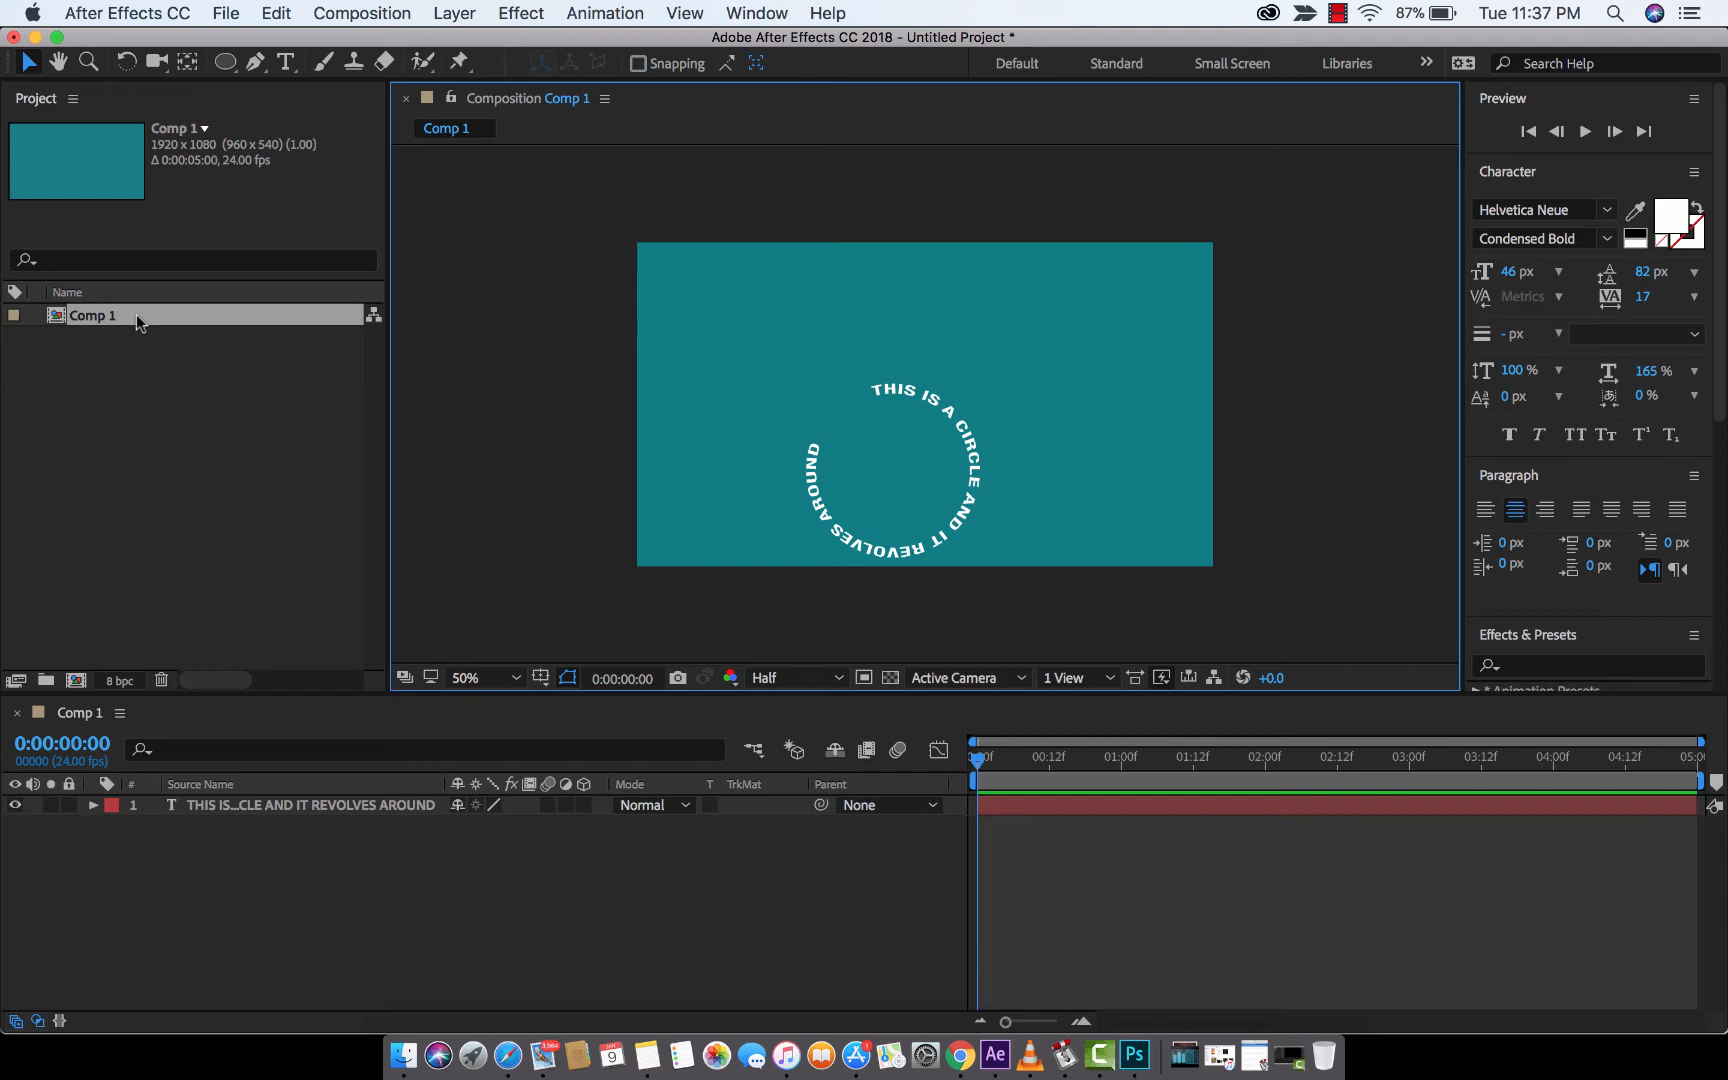 After Effects CC File Edit Composition Layer Effect Animation View Window Help 87% Tue 11:37 PM
Adobe After Effects CC 2018 - Untitled Project *
Snapping Default Standard Small Screen Libraries » Search Help
Project
Comp 1
1920 x 1080 (960 x 540) (1.00)
Δ 0:00:05:00, 24.00 fps
Name
Comp 1
8 bpc
Composition Comp 1
Comp 1
THIS IS A CIRCLE AND IT REVOLVES AROUND
50% 0:00:00:00 Half Active Camera 1 View +0.0
Preview
Character
Helvetica Neue
Condensed Bold
46 px 82 px
Metrics 17
- px
100 % 165 %
0 px 0 %
Paragraph
0 px 0 px 0 px
0 px 0 px
Effects & Presets
* Animation Presets
Comp 1
0:00:00:00
00000 (24.00 fps)
:00f 00:12f 01:00f 01:12f 02:00f 02:12f 03:00f 03:12f 04:00f 04:12f 05:00
# Source Name fx Mode T TrkMat Parent
1 T THIS IS...CLE AND IT REVOLVES AROUND Normal None
3,964 JAN 9 1 Ae Ps